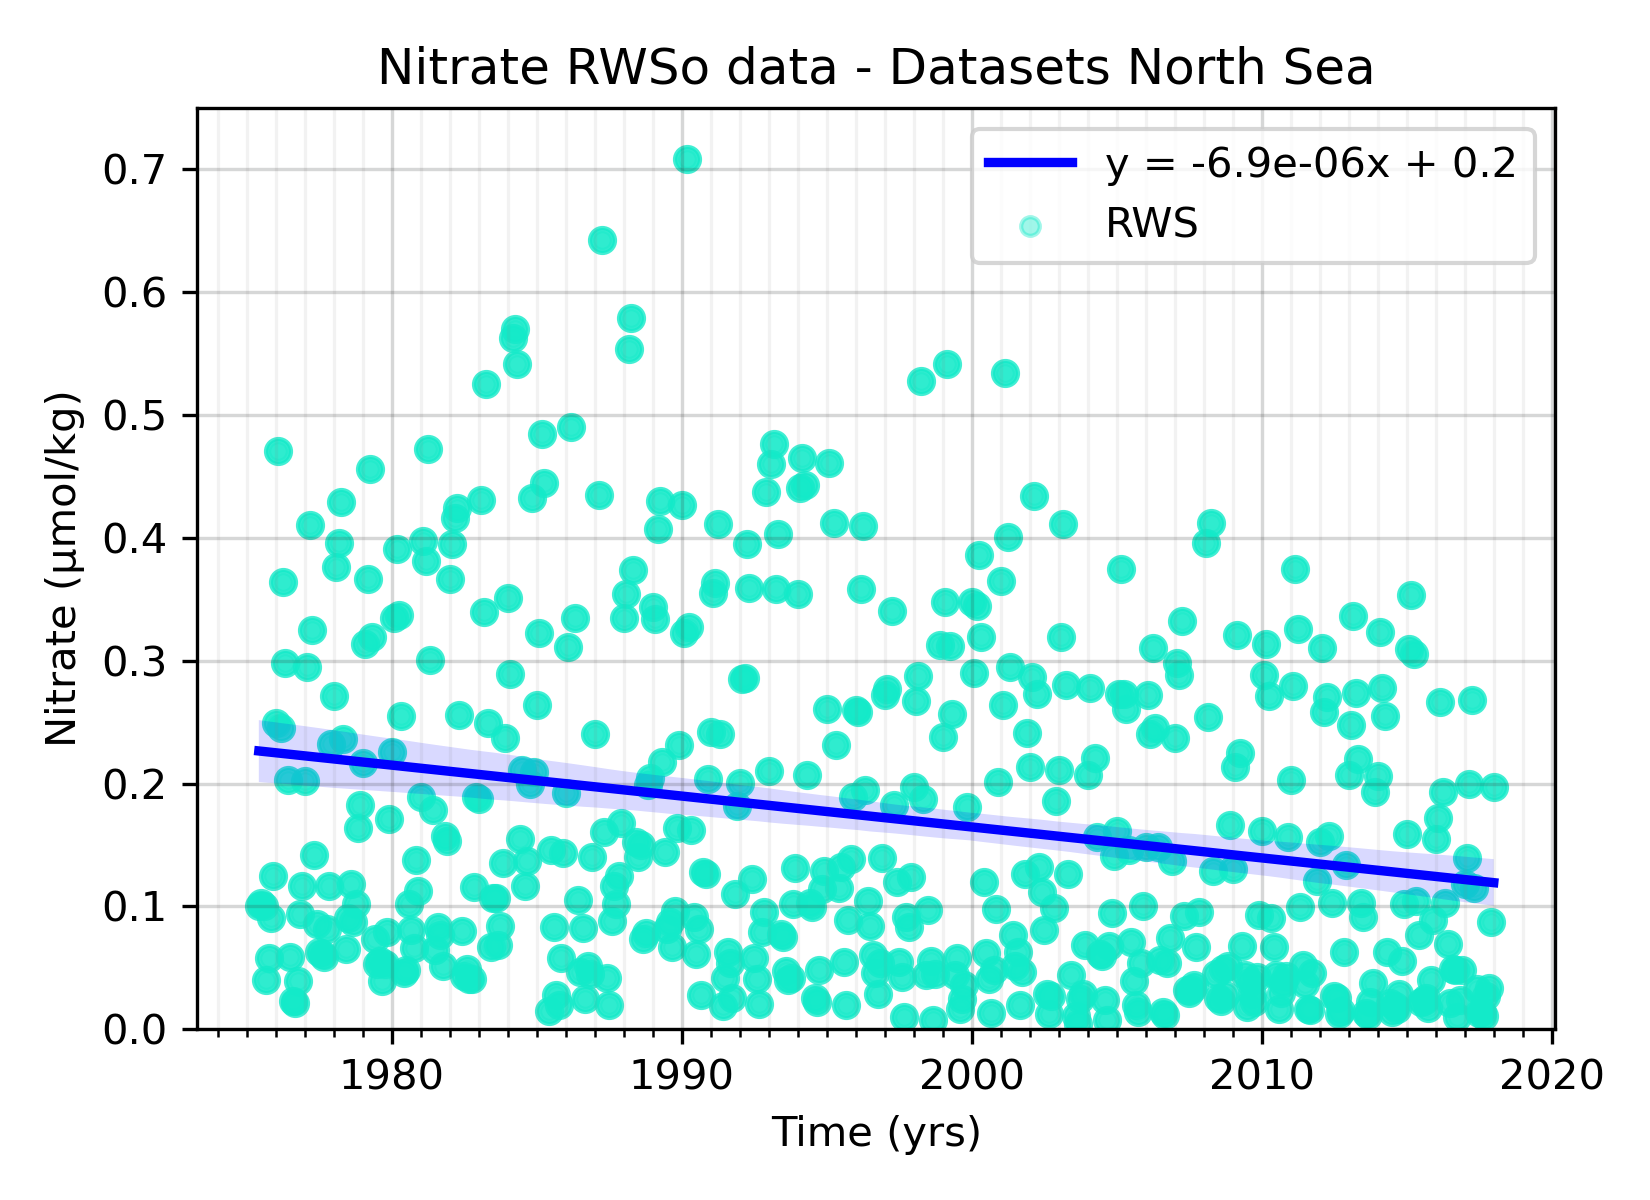 Nitrate RWSo data - Datasets North Sea
y = -6.9e-06x + 0.2
RWS
0.7
0.6
0.5
0.4
0.3
0.2
0.1
0.0
Nitrate (µmol/kg)
1980 1990 2000 2010 2020
Time (yrs)